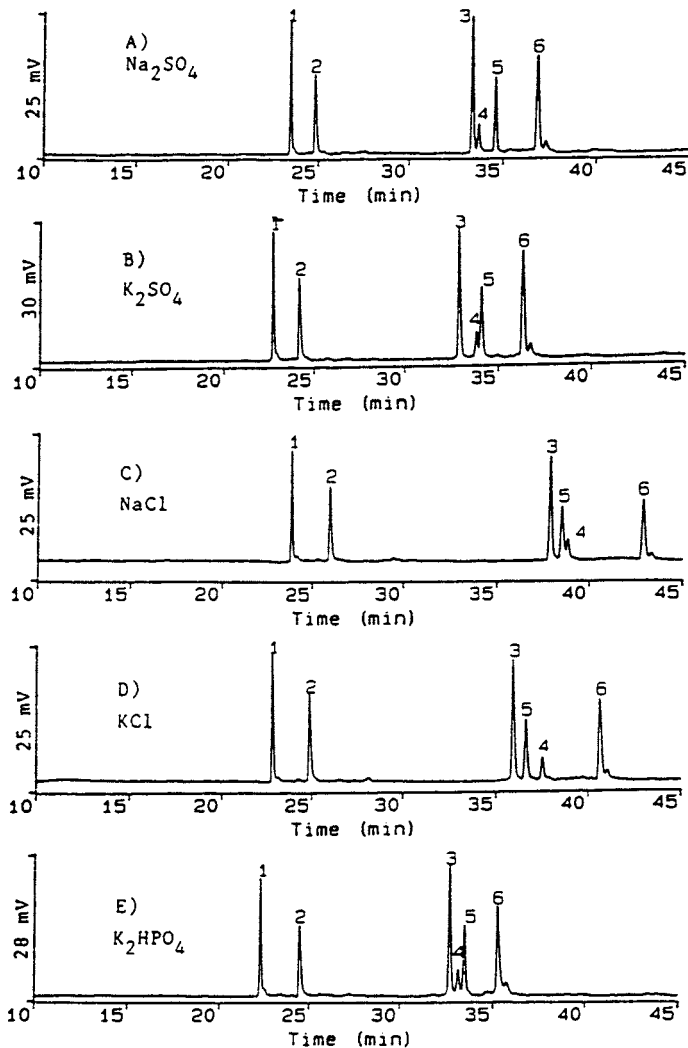 1 2 3 4 5 6
A)
Na2SO4
25 mV
10 15 20 25 30 35 40 45
Time (min)
1 2 3 4 5 6
B)
K2SO4
30 mV
10 15 20 25 30 35 40 45
Time (min)
1 2 3 5 4 6
C)
NaCl
25 mV
10 15 20 25 30 35 40 45
Time (min)
1 2 3 5 4 6
D)
KCl
25 mV
10 15 20 25 30 35 40 45
Time (min)
1 2 3 4 5 6
E)
K2HPO4
28 mV
10 15 20 25 30 35 40 45
Time (min)